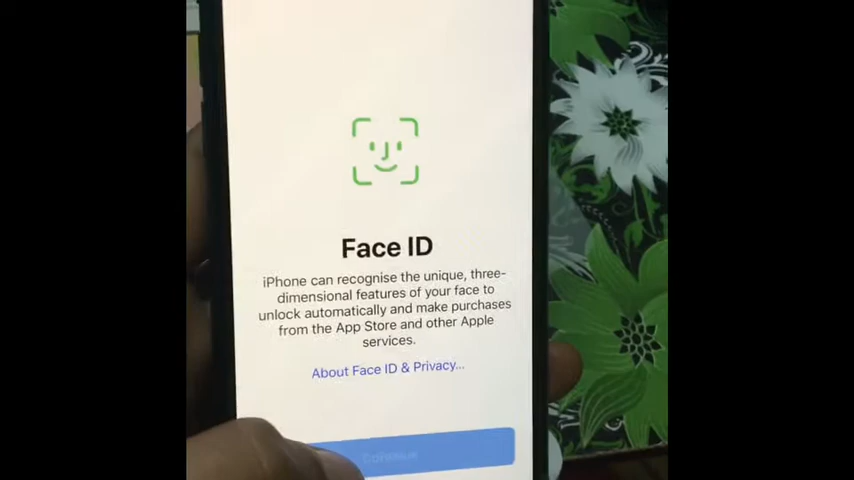 Face ID
iPhone can recognise the unique, three-
dimensional features of your face to
unlock automatically and make purchases
from the App Store and other Apple
services.
About Face ID & Privacy...
Continue